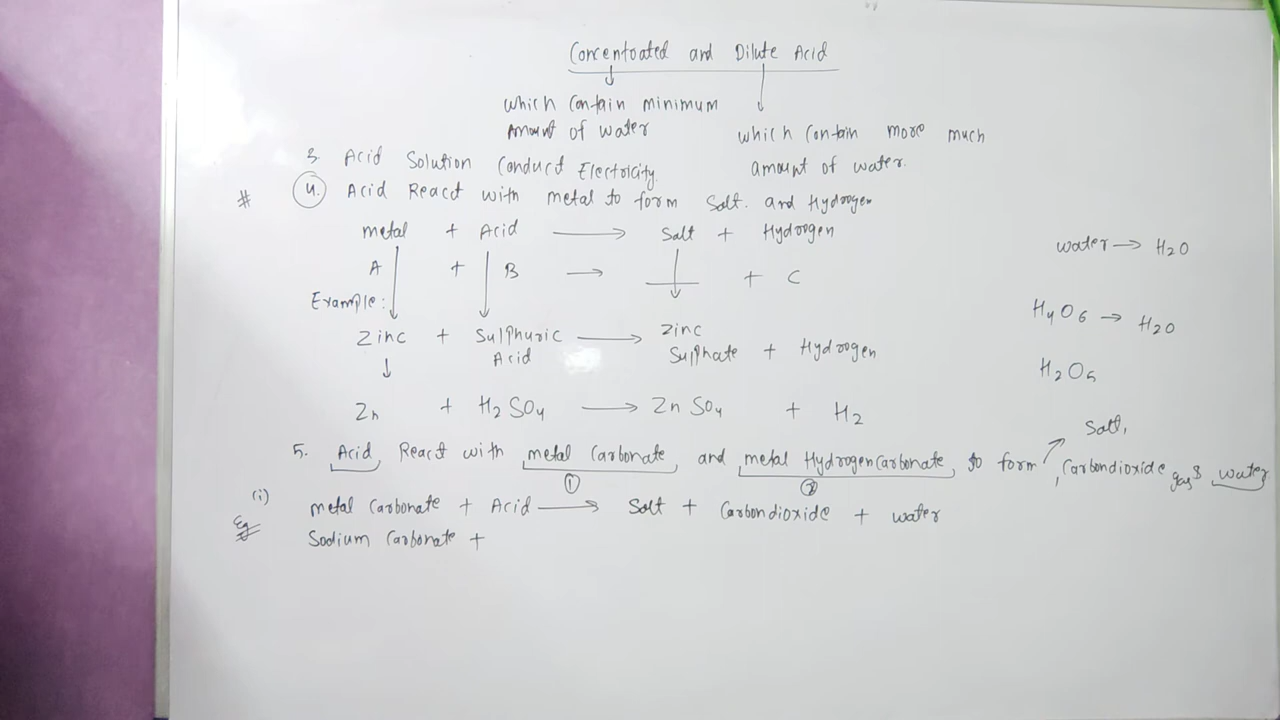 Concentrated and Dilute Acid
which contain minimum
Amount of water
which contain more much
amount of water.
3. Acid Solution Conduct Electricity.
# 4. Acid React with metal to form Salt. and Hydrogen
metal + Acid → Salt + Hydrogen
A + B → + C
Example:
Zinc + Sulphuric Acid → Zinc Sulphate + Hydrogen
Zn + H2SO4 → ZnSO4 + H2
water → H2O
H4O6 → H2O
H2O5
5. Acid React with metal Carbonate and metal Hydrogencarbonate to form Salt, Carbondioxide gas & water
① ②
(i) metal Carbonate + Acid → Salt + Carbondioxide + water
Eg Sodium Carbonate +